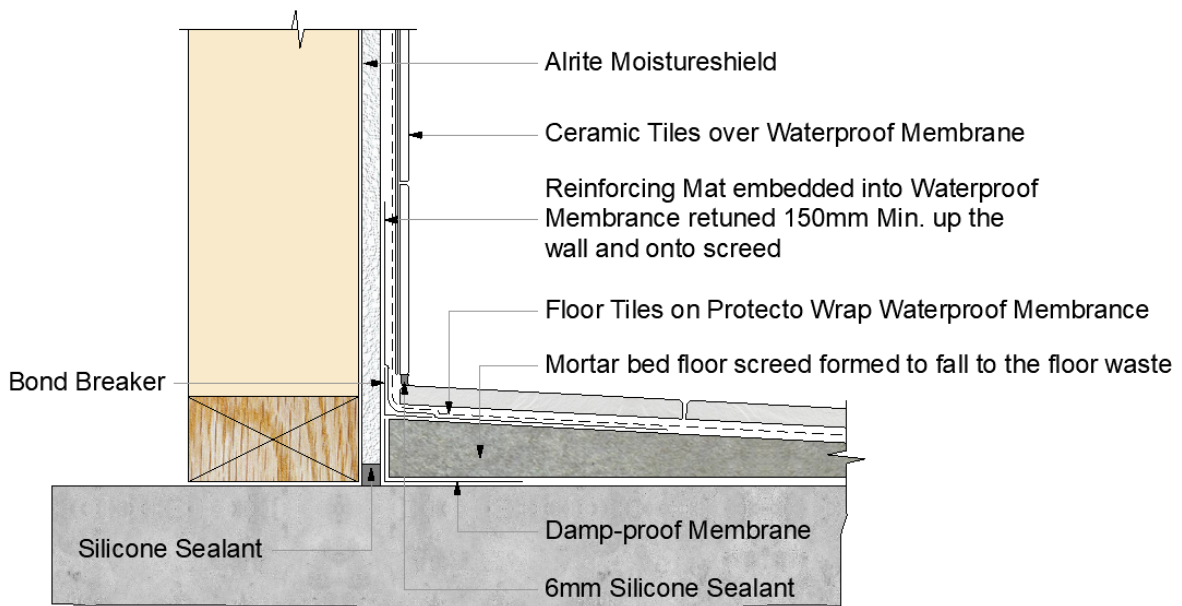 Alrite Moistureshield
Ceramic Tiles over Waterproof Membrane
Reinforcing Mat embedded into Waterproof
Membrance retuned 150mm Min. up the
wall and onto screed
Floor Tiles on Protecto Wrap Waterproof Membrance
Mortar bed floor screed formed to fall to the floor waste
Bond Breaker
Damp-proof Membrane
Silicone Sealant
6mm Silicone Sealant